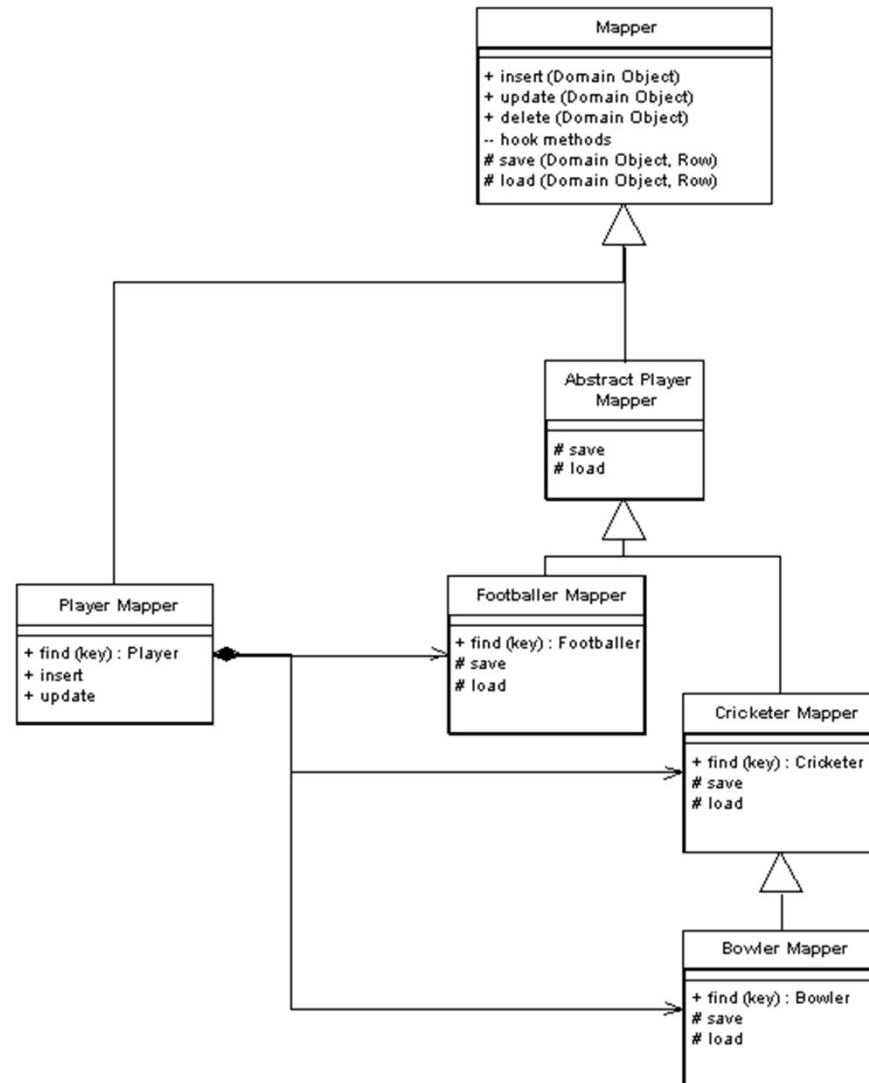 Mapper
+ insert (Domain Object)
+ update (Domain Object)
+ delete (Domain Object)
-- hook methods
# save (Domain Object, Row)
# load (Domain Object, Row)
Abstract Player
Mapper
# save
# load
Player Mapper
+ find (key) : Player
+ insert
+ update
Footballer Mapper
+ find (key) : Footballer
# save
# load
Cricketer Mapper
+ find (key) : Cricketer
# save
# load
Bowler Mapper
+ find (key) : Bowler
# save
# load